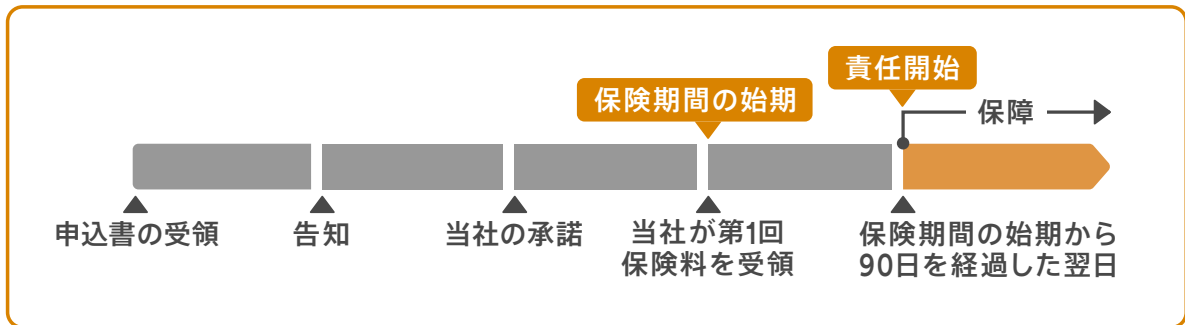 責任開始
保険期間の始期
保障
申込書の受領
告知
当社の承諾
当社が第1回
保険料を受領
保険期間の始期から
90日を経過した翌日